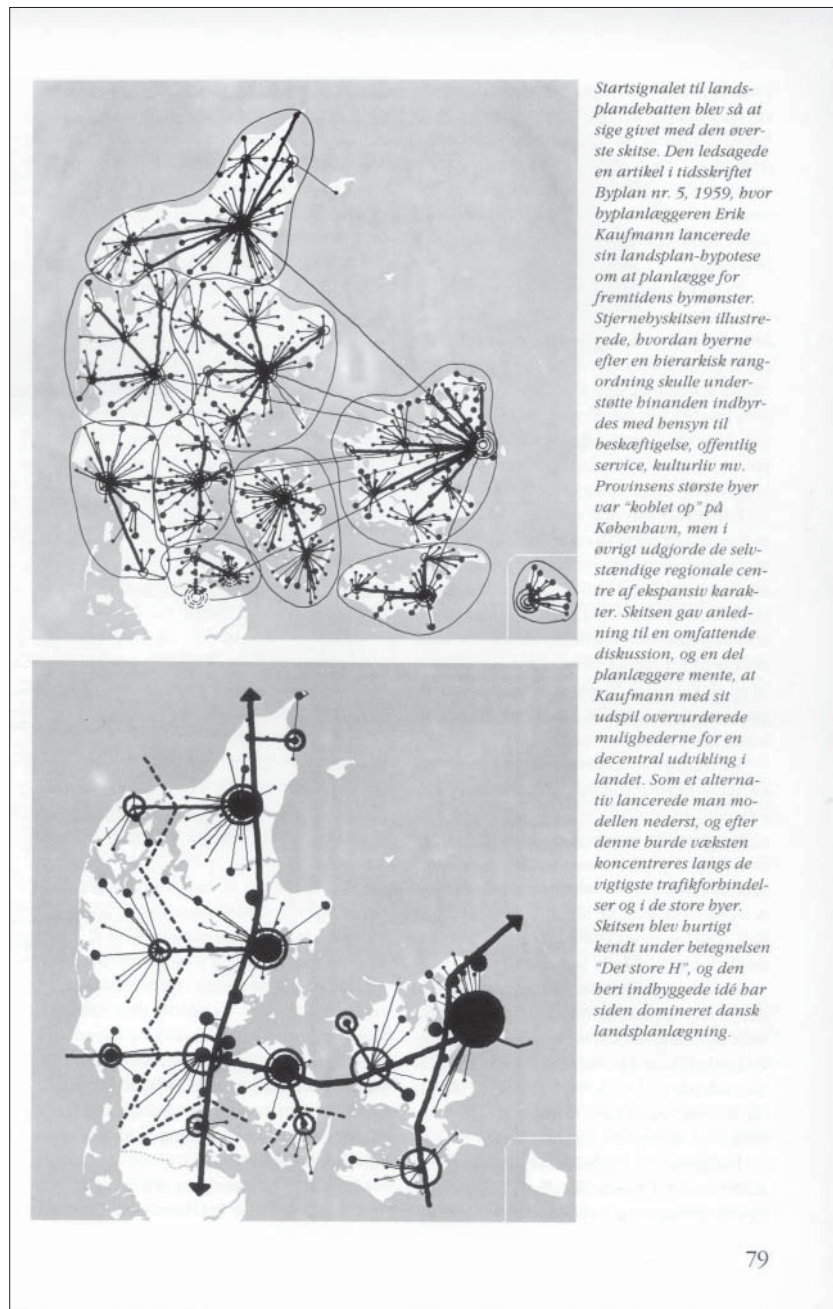 Startsignalet til lands-
plandebatten blev så at
sige givet med den øver-
ste skitse. Den ledsagede
en artikel i tidsskriftet
Byplan nr. 5, 1959, hvor
byplanlæggeren Erik
Kaufmann lancerede
sin landsplan-hypotese
om at planlægge for
fremtidens bymønster.
Stjernebyskitsen illustre-
rede, hvordan byerne
efter en hierarkisk rang-
ordning skulle under-
støtte hinanden indbyr-
des med hensyn til
beskæftigelse, offentlig
service, kulturliv mv.
Provinsens største byer
var "koblet op" på
København, men i
øvrigt udgjorde de selv-
stændige regionale cen-
tre af ekspansiv karak-
ter. Skitsen gav anled-
ning til en omfattende
diskussion, og en del
planlæggere mente, at
Kaufmann med sit
udspil overvurderede
mulighederne for en
decentral udvikling i
landet. Som et alterna-
tiv lancerede man mo-
dellen nederst, og efter
denne burde væksten
koncentreres langs de
vigtigste trafikforbindel-
ser og i de store byer.
Skitsen blev hurtigt
kendt under betegnelsen
"Det store H", og den
heri indbyggede idé har
siden domineret dansk
landsplanlægning.
79